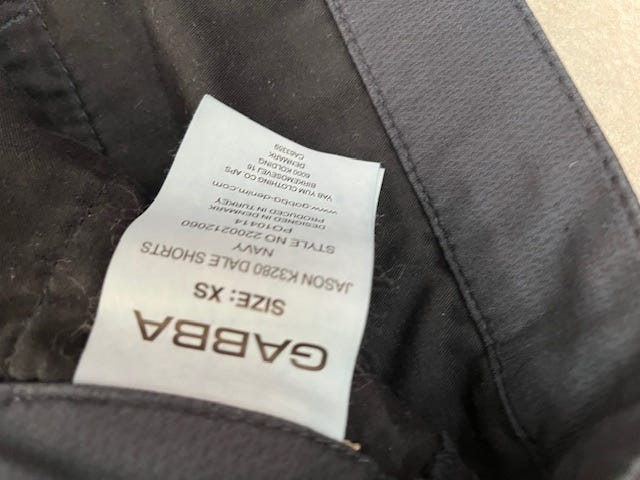 GABBA
SIZE: XS
JASON K3280 DALE SHORTS
NAVY
STYLE NO 2200212060
PO10414
PRODUCED IN TURKEY
DESIGNED IN DENMARK
www.gabba-denim.com
YAB YUM CLOTHING CO APS
BIRKEMOSEVEJ 16
6000 KOLDING
DENMARK
CA63359